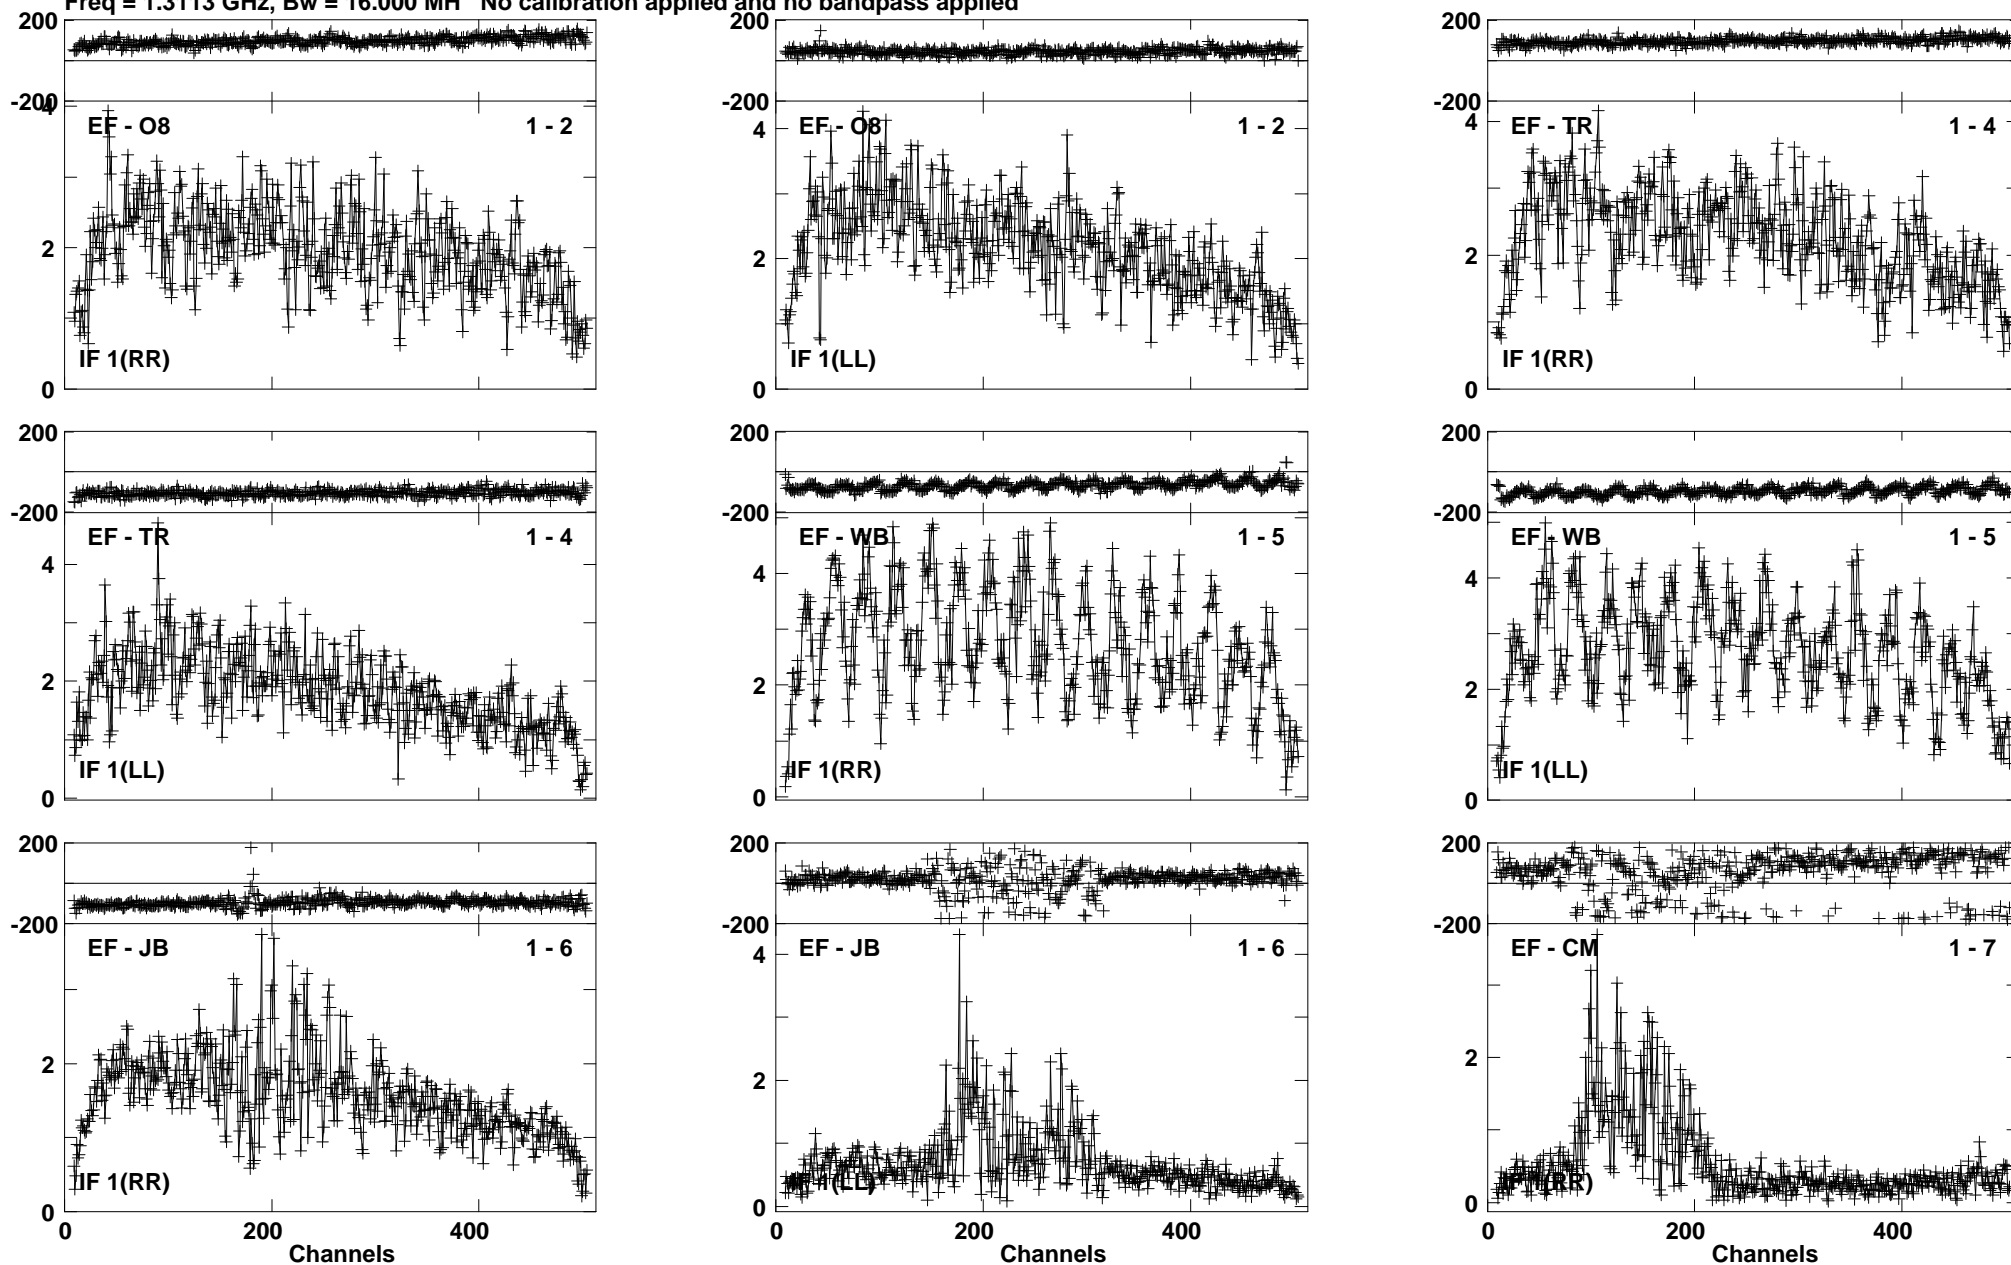 Freq = 1.3113 GHz, Bw = 16.000 MH No calibration applied and no bandpass applied
200 200 200
-200 -200 -200
4 EF - O8 1 - 2 EF - O8 1 - 2 EF - TR 1 - 4
4 4
2 2 2
IF 1(RR) IF 1(LL) IF 1(RR)
0 0 0
200 200 200
-200 -200 -200
EF - TR 1 - 4 EF - WB 1 - 5 EF - WB 1 - 5
4 4 4
2 2 2
IF 1(LL) IF 1(RR) IF 1(LL)
0 0 0
200 200 200
-200 -200 -200
EF - JB 1 - 6 EF - JB 1 - 6 EF - CM 1 - 7
4
2 2 2
IF 1(RR) IF 1(LL) IF 1(RR)
0 0 0
0 200 400 0 200 400 0 200 400
Channels Channels Channels